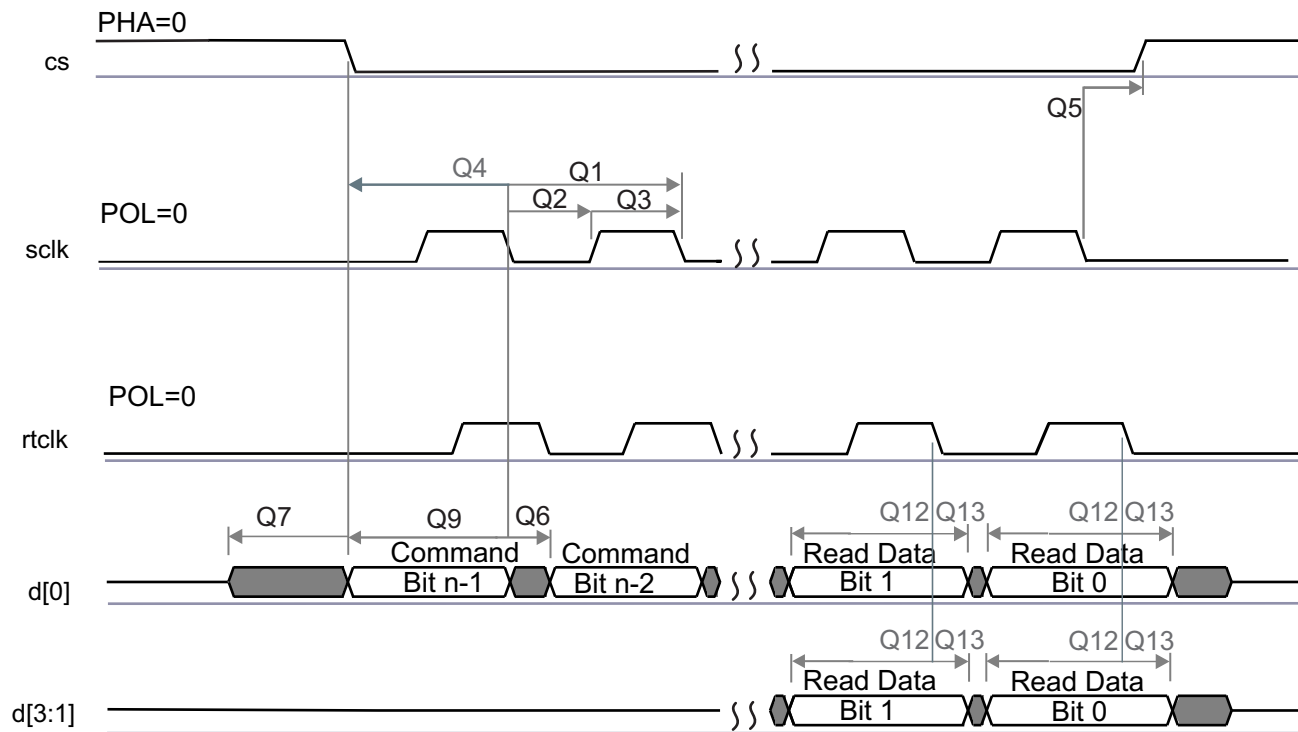 PHA=0
cs
Q5
Q4 Q1
Q2 Q3
POL=0
sclk
POL=0
rtclk
Q7 Q9 Q6 Q12 Q13 Q12 Q13
Command Command Read Data Read Data
d[0] Bit n-1 Bit n-2 Bit 1 Bit 0
Q12 Q13 Q12 Q13
Read Data Read Data
d[3:1] Bit 1 Bit 0